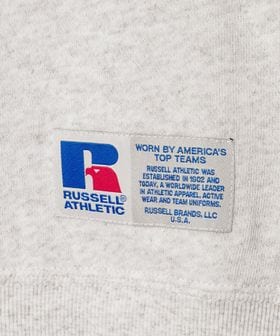 R
RUSSELL
ATHLETIC
WORN BY AMERICA'S
TOP TEAMS
RUSSELL ATHLETIC WAS
ESTABLISHED IN 1902 AND
TODAY, A WORLDWIDE LEADER
IN ATHLETIC APPAREL, ACTIVE
WEAR AND TEAM UNIFORMS.
RUSSELL BRANDS, LLC
U.S.A.